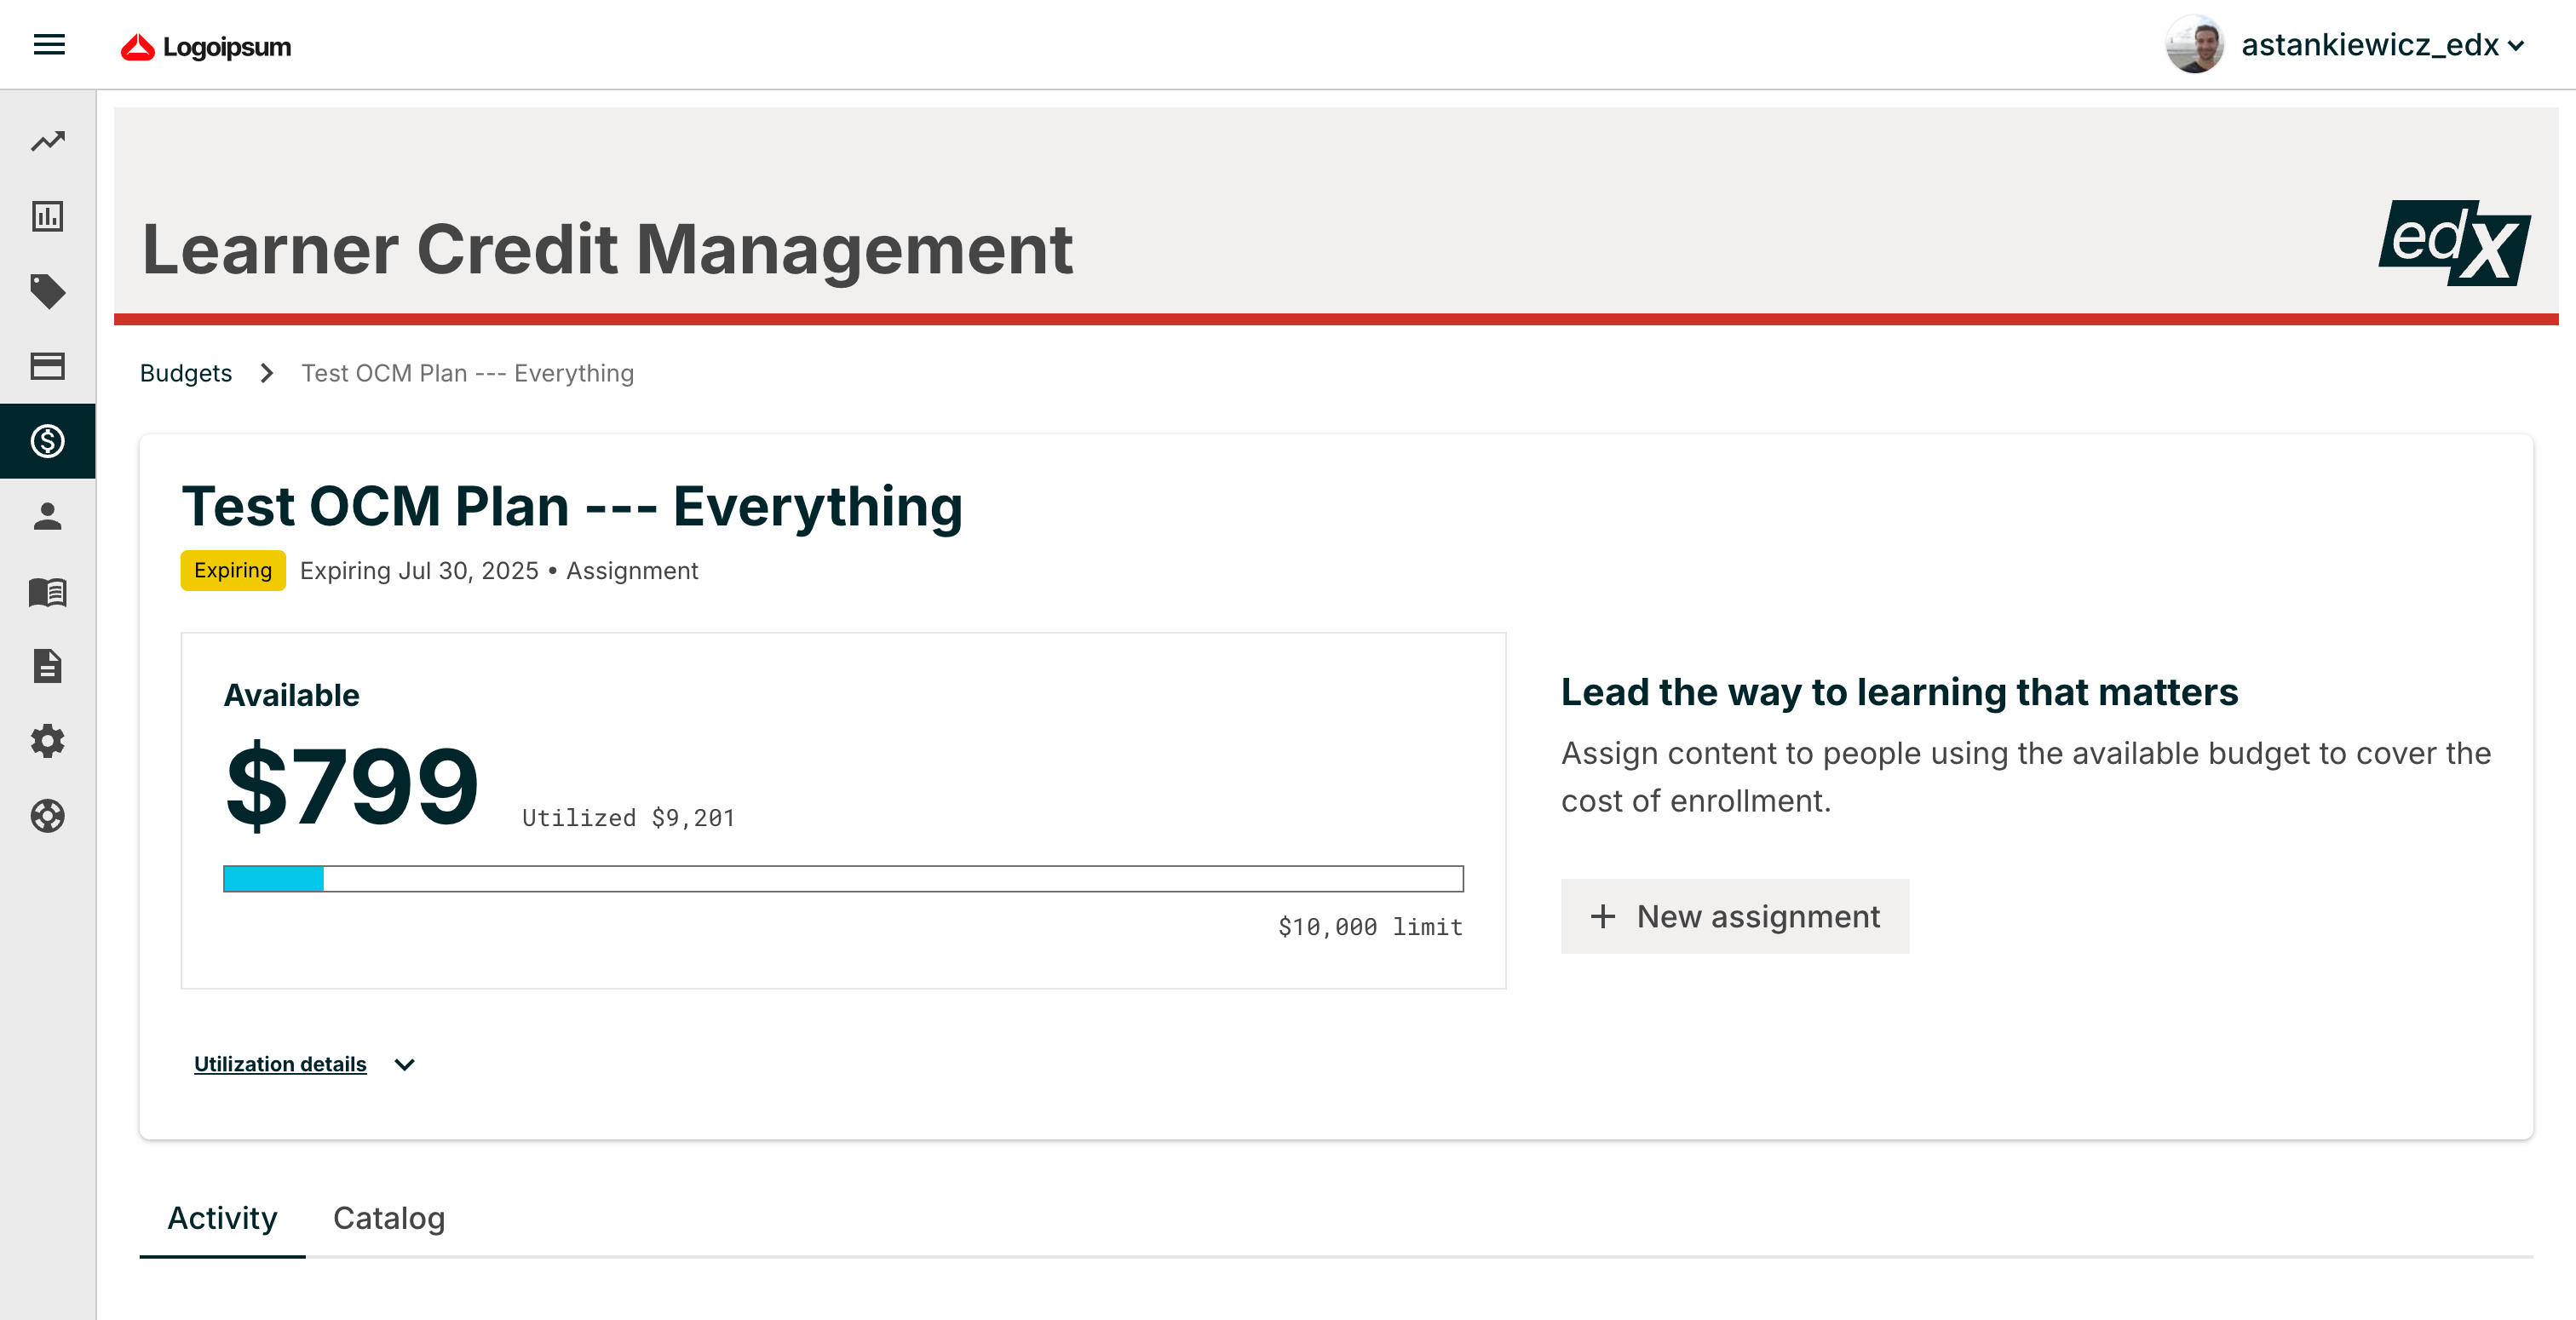 Logoipsum
astankiewicz_edx
Learner Credit Management
edX
Budgets
Test OCM Plan --- Everything
Test OCM Plan --- Everything
Expiring
Expiring Jul 30, 2025 • Assignment
Available
$799
Utilized $9,201
$10,000 limit
Lead the way to learning that matters
Assign content to people using the available budget to cover the
cost of enrollment.
+ New assignment
Utilization details
Activity
Catalog